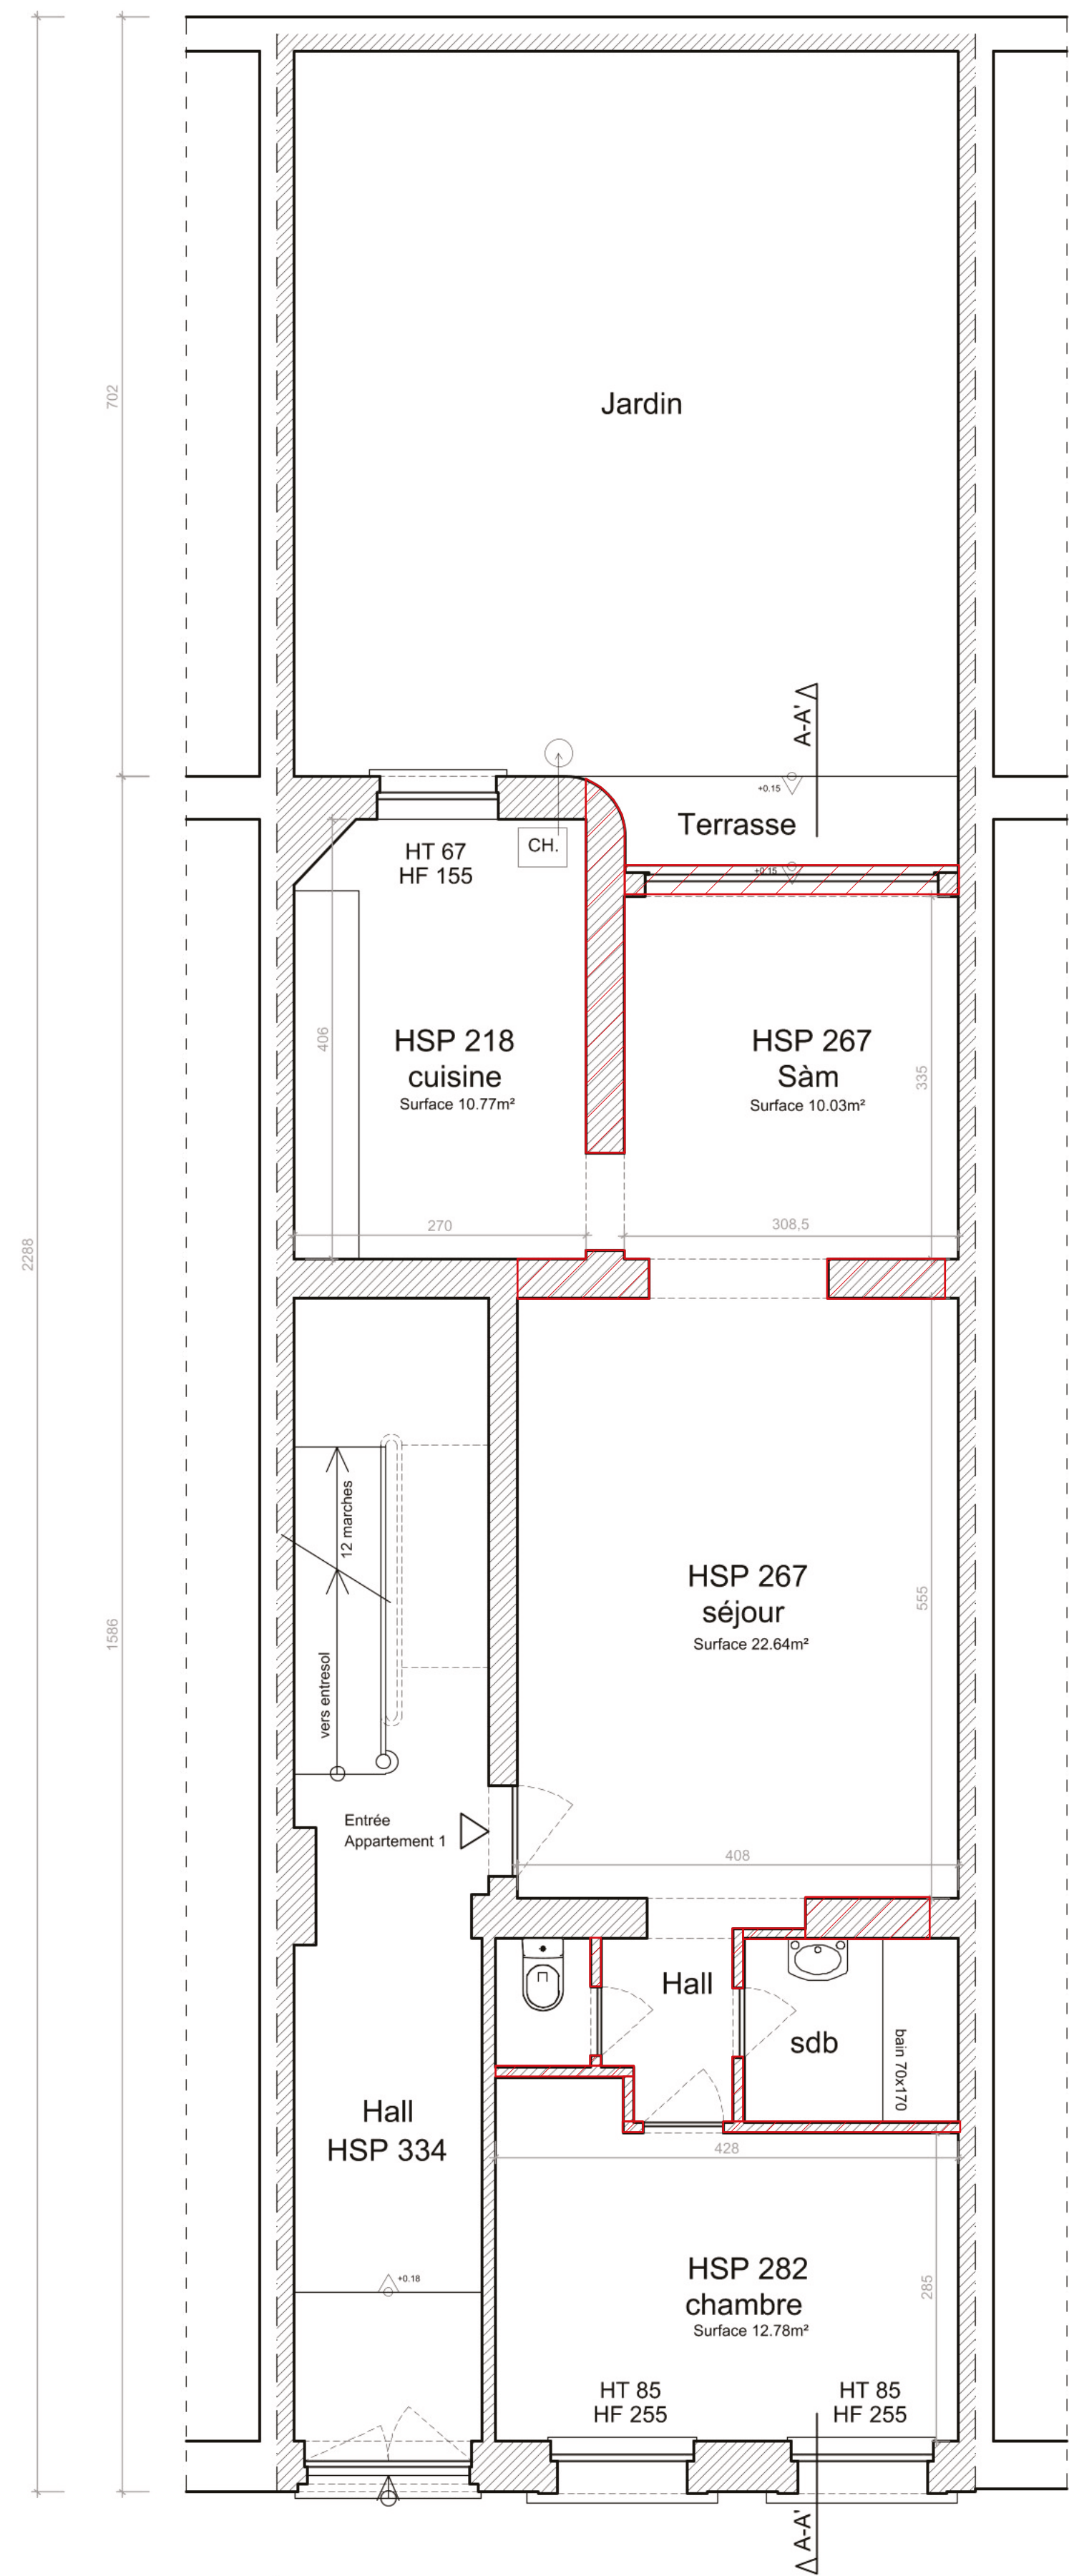 702
Jardin
A-A'
+0.15
Terrasse
+0.15
CH.
HT 67
HF 155
406
HSP 218
cuisine
Surface 10.77m²
HSP 267
Sàm
Surface 10.03m²
335
270
308,5
2288
12 marches
HSP 267
séjour
Surface 22.64m²
555
1586
vers entresol
Entrée
Appartement 1
408
Hall
sdb
bain 70x170
Hall
HSP 334
428
HSP 282
chambre
Surface 12.78m²
285
+0.18
HT 85
HF 255
HT 85
HF 255
A-A'